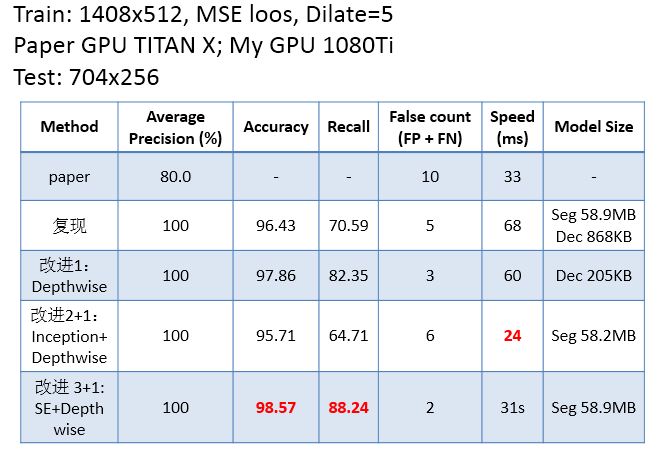 Train: 1408x512, MSE loos, Dilate=5
Paper GPU TITAN X; My GPU 1080Ti
Test: 704x256
Method Average Precision (%) Accuracy Recall False count (FP + FN) Speed (ms) Model Size
paper 80.0 - - 10 33 -
复现 100 96.43 70.59 5 68 Seg 58.9MB Dec 868KB
改进1: Depthwise 100 97.86 82.35 3 60 Dec 205KB
改进2+1: Inception+ Depthwise 100 95.71 64.71 6 24 Seg 58.2MB
改进 3+1: SE+Depth wise 100 98.57 88.24 2 31s Seg 58.9MB